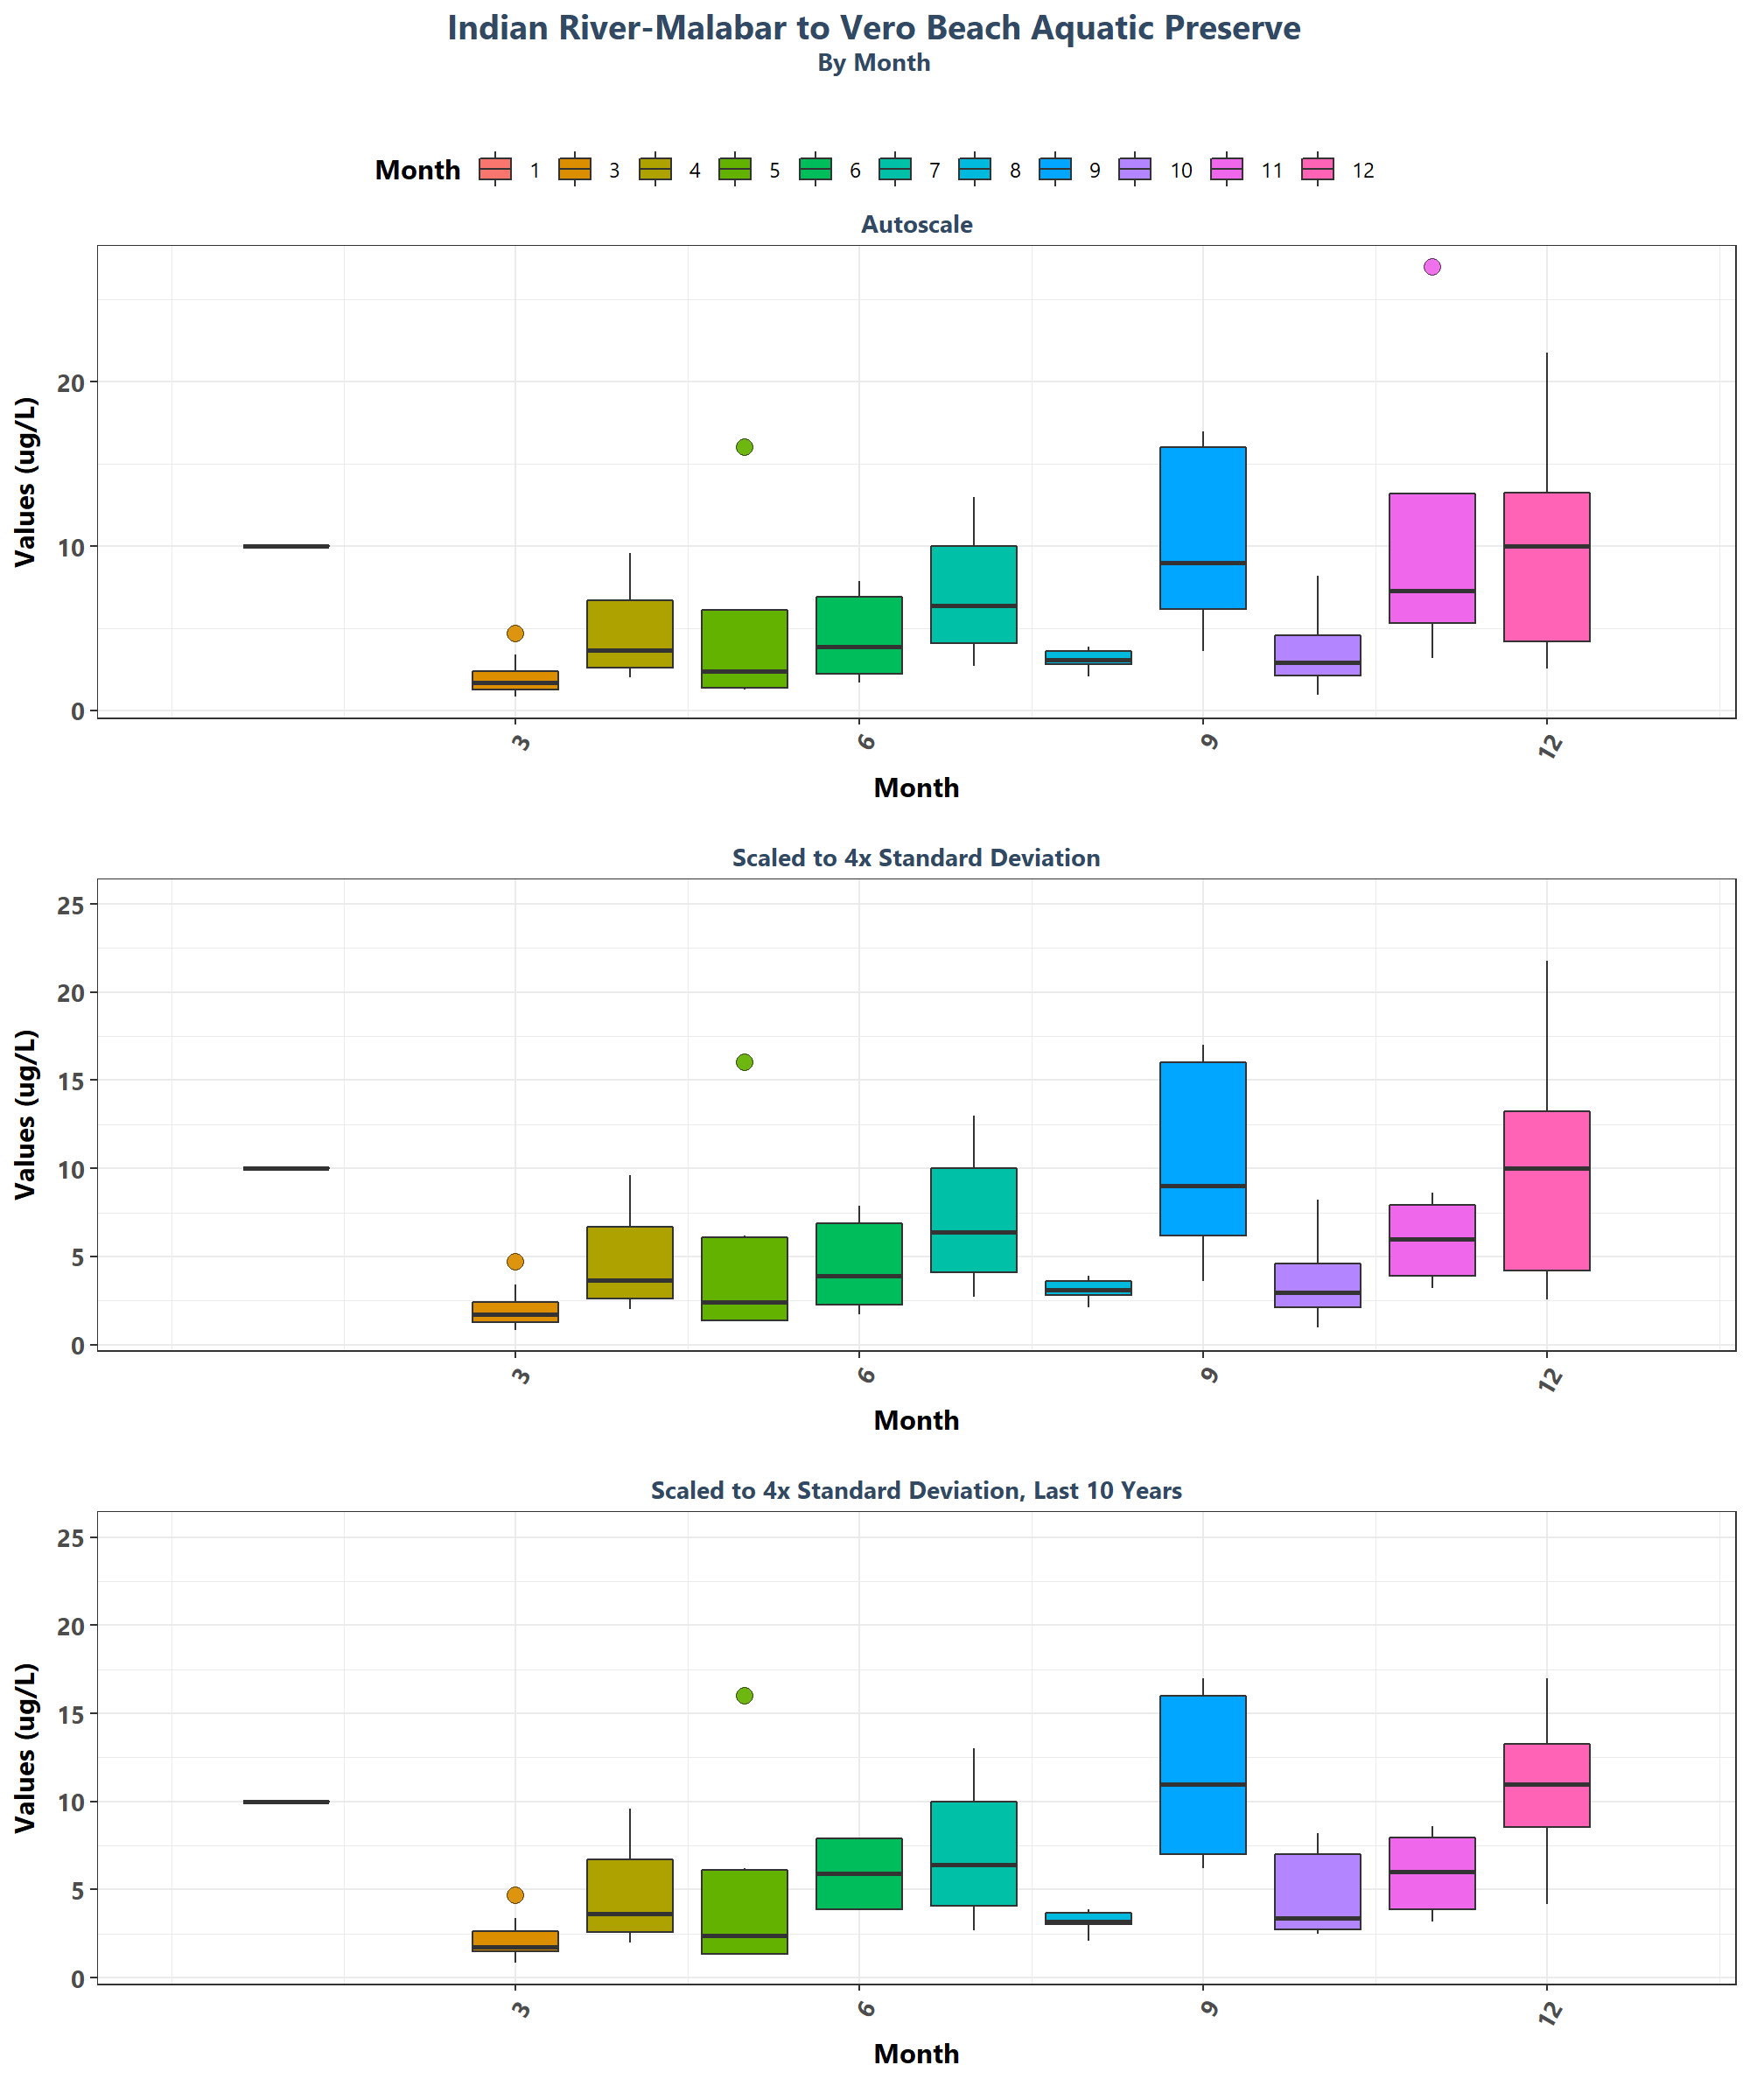 Indian River-Malabar to Vero Beach Aquatic Preserve
By Month
Month 1 3 4 5 6 7 8 9 10 11 12
Autoscale
Values (ug/L)
20
10
0
3 6 9 12
Month
Scaled to 4x Standard Deviation
Values (ug/L)
25
20
15
10
5
0
3 6 9 12
Month
Scaled to 4x Standard Deviation, Last 10 Years
Values (ug/L)
25
20
15
10
5
0
3 6 9 12
Month